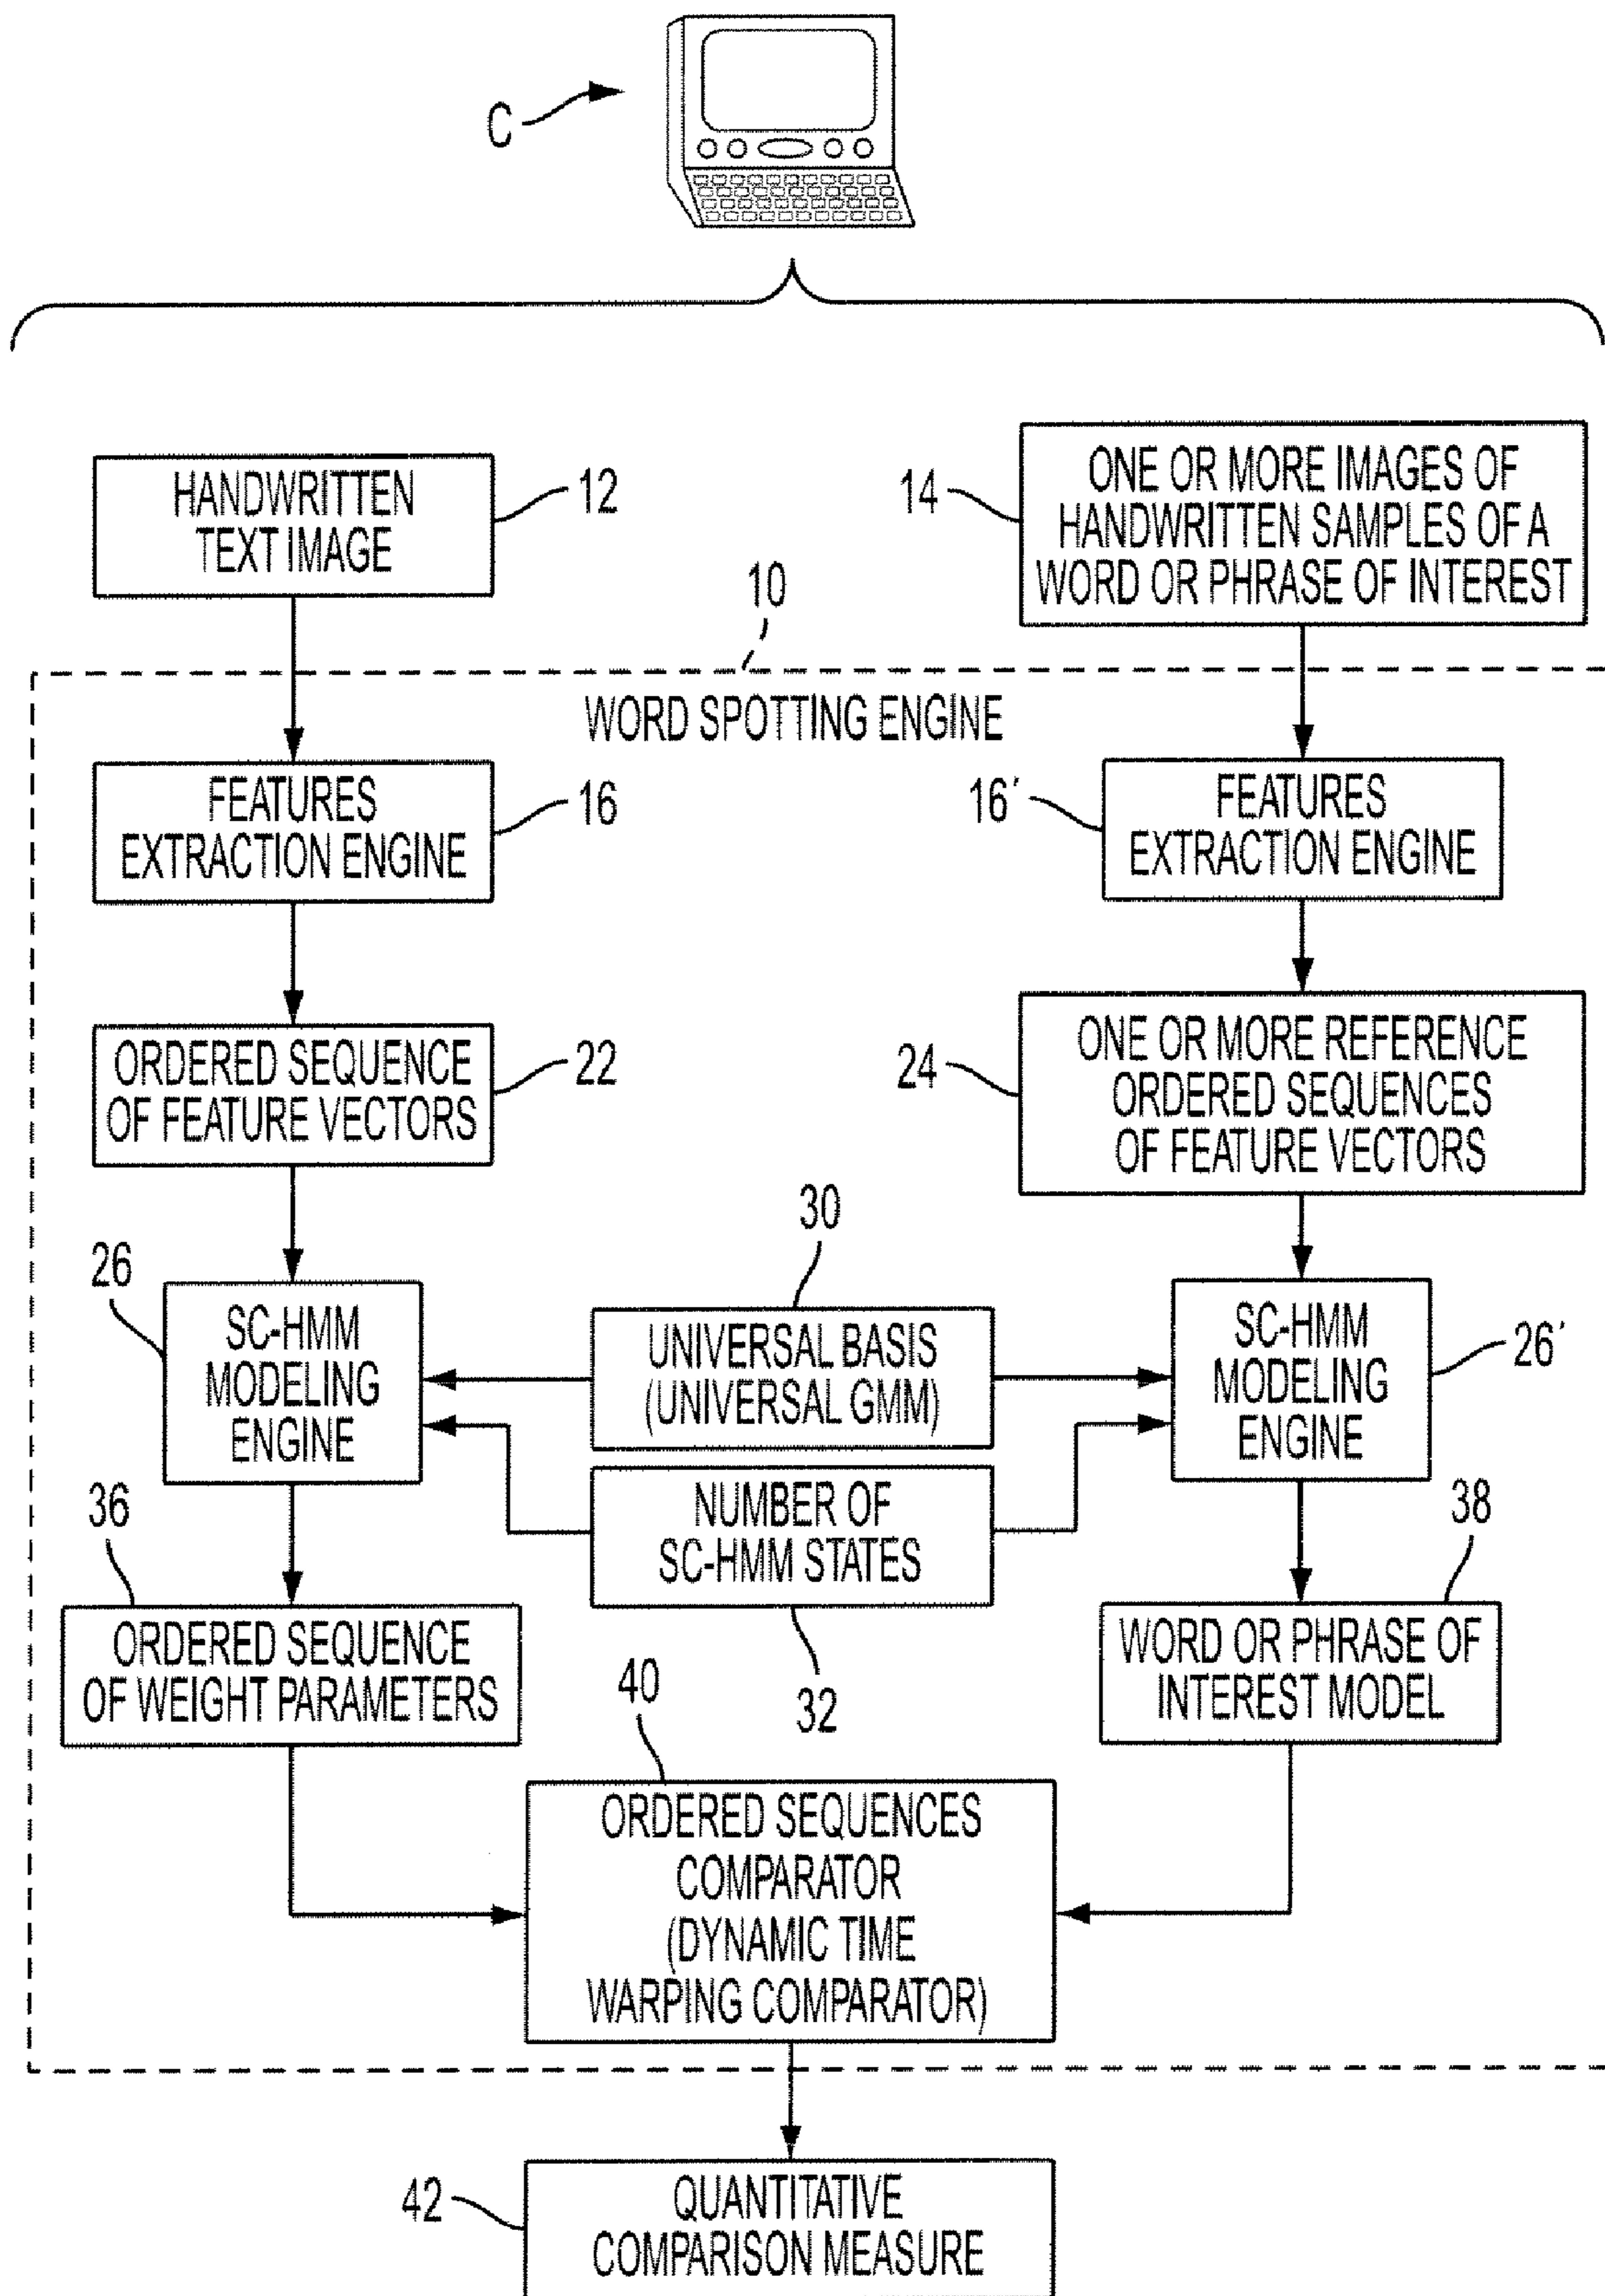 C
HANDWRITTEN
TEXT IMAGE
12
14
ONE OR MORE IMAGES OF
HANDWRITTEN SAMPLES OF A
WORD OR PHRASE OF INTEREST
10
WORD SPOTTING ENGINE
FEATURES
EXTRACTION ENGINE
16
16′
FEATURES
EXTRACTION ENGINE
ORDERED SEQUENCE
OF FEATURE VECTORS
22
24
ONE OR MORE REFERENCE
ORDERED SEQUENCES
OF FEATURE VECTORS
26
SC-HMM
MODELING
ENGINE
30
UNIVERSAL BASIS
(UNIVERSAL GMM)
SC-HMM
MODELING
ENGINE
26′
NUMBER OF
SC-HMM STATES
32
36
ORDERED SEQUENCE
OF WEIGHT PARAMETERS
38
WORD OR PHRASE OF
INTEREST MODEL
40
ORDERED SEQUENCES
COMPARATOR
(DYNAMIC TIME
WARPING COMPARATOR)
42
QUANTITATIVE
COMPARISON MEASURE